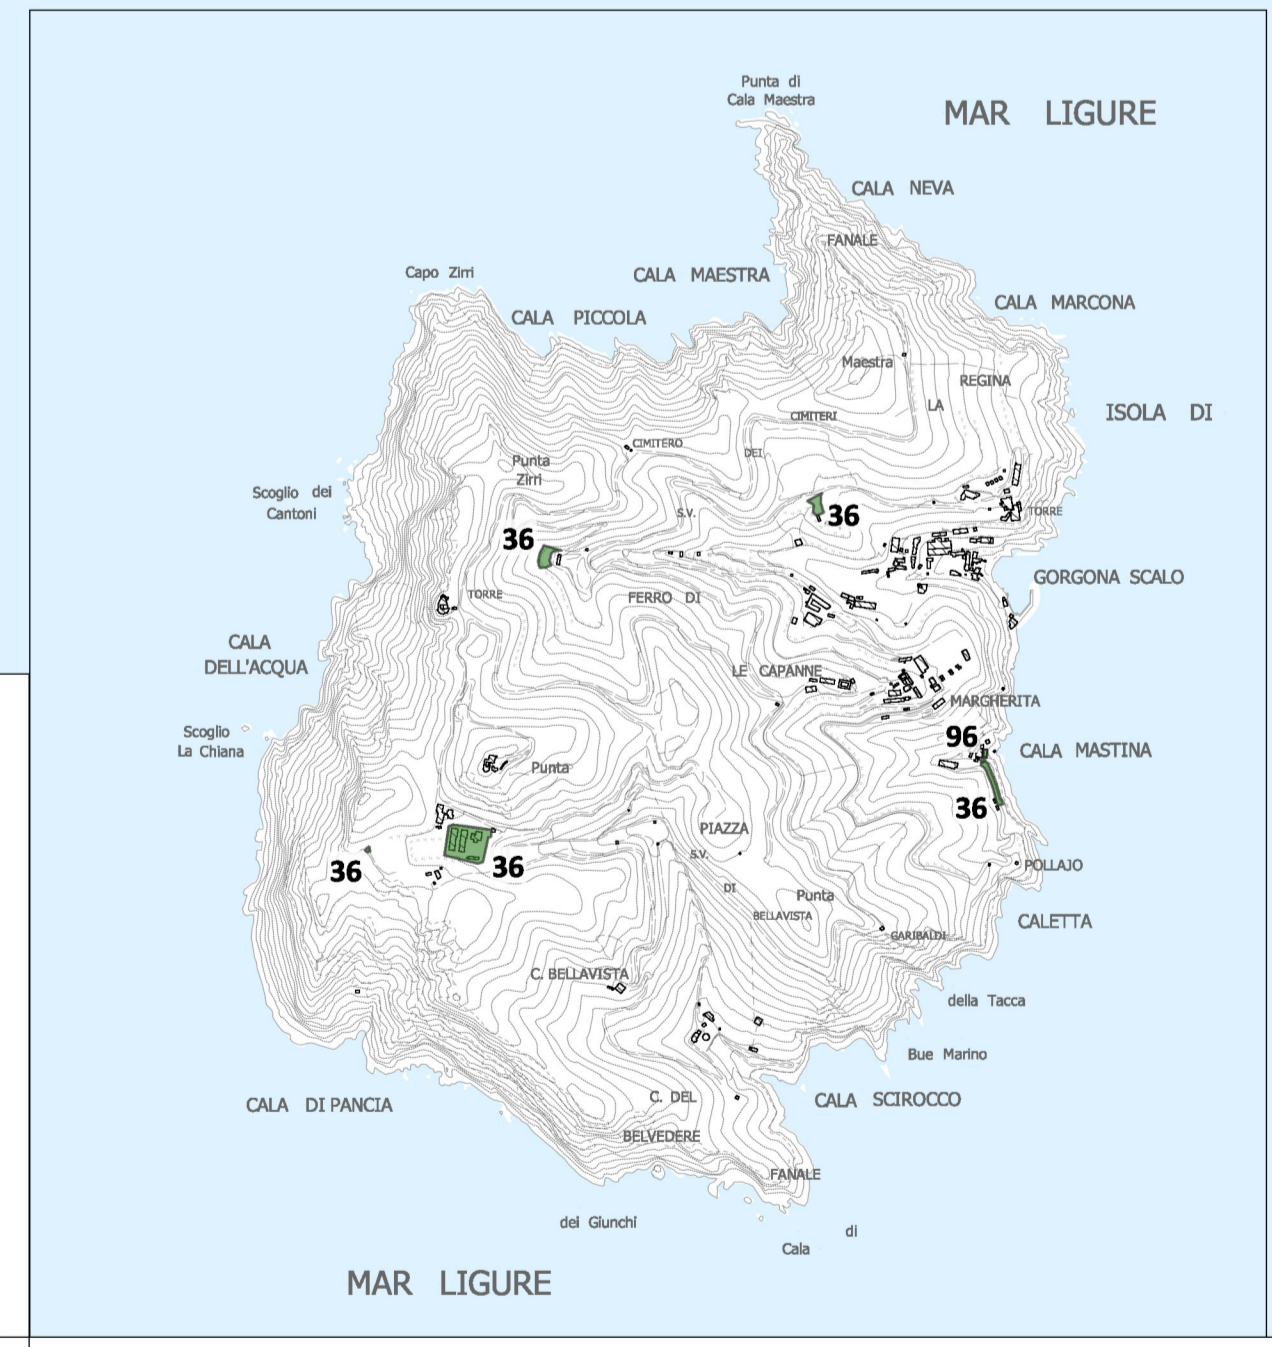 Punta di
Cala Maestra
MAR LIGURE
CALA NEVA
FANALE
Capo Zirri
CALA MAESTRA
CALA MARCONA
CALA PICCOLA
Maestra
REGINA
LA
ISOLA DI
CIMITERI
CIMITERO
DEI
Punta
Zirri
Scoglio dei
Cantoni
S.V.
36
TORRE
36
GORGONA SCALO
TORRE
FERRO DI
CALA
DELL'ACQUA
LE CAPANNE
MARGHERITA
Scoglio
La Chiana
96
CALA MASTINA
Punta
36
PIAZZA
S.V.
36
36
POLLAJO
DI
Punta
BELLAVISTA
CALETTA
GARIBALDI
C. BELLAVISTA
della Tacca
Bue Marino
CALA DI PANCIA
C. DEL
CALA SCIROCCO
BELVEDERE
FANALE
dei Giunchi
di
Cala
MAR LIGURE